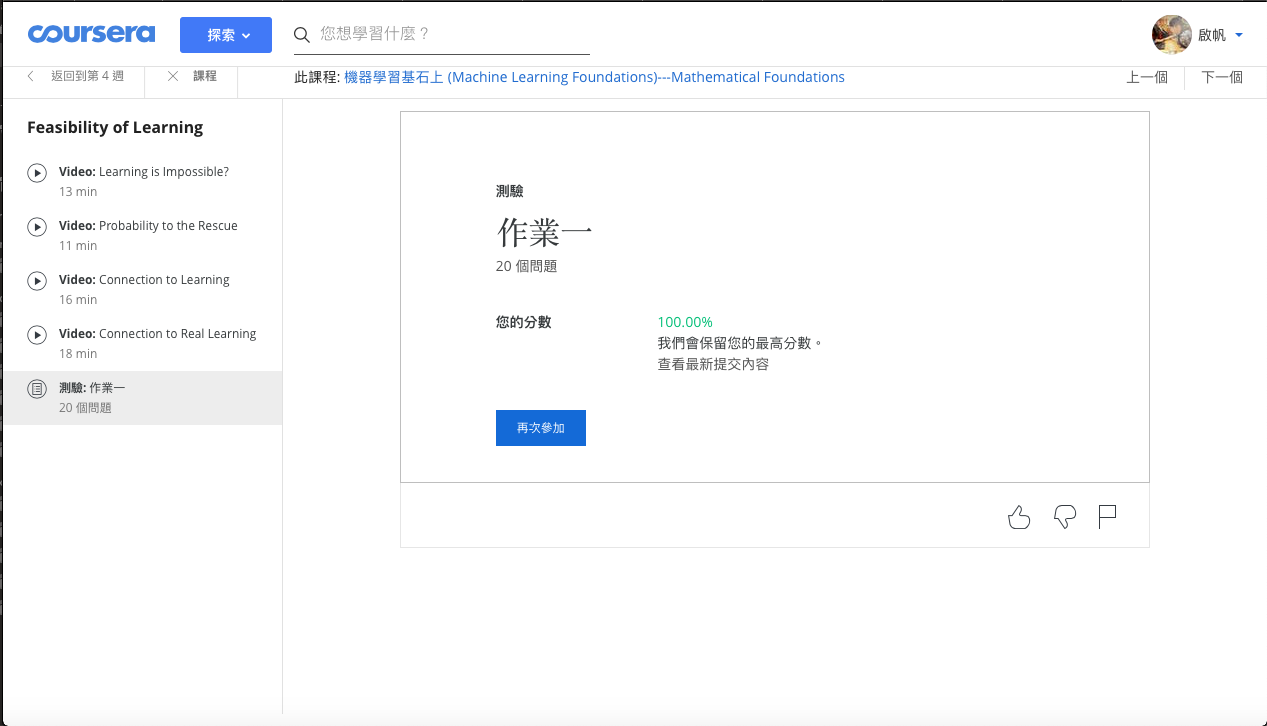 coursera
探索
您想學習什麼？
啟帆
返回到第 4 週
課程
此課程: 機器學習基石上 (Machine Learning Foundations)---Mathematical Foundations
上一個
下一個
Feasibility of Learning
Video: Learning is Impossible?
13 min
Video: Probability to the Rescue
11 min
Video: Connection to Learning
16 min
Video: Connection to Real Learning
18 min
測驗: 作業一
20 個問題
測驗
作業一
20 個問題
您的分數
100.00%
我們會保留您的最高分數。
查看最新提交內容
再次參加